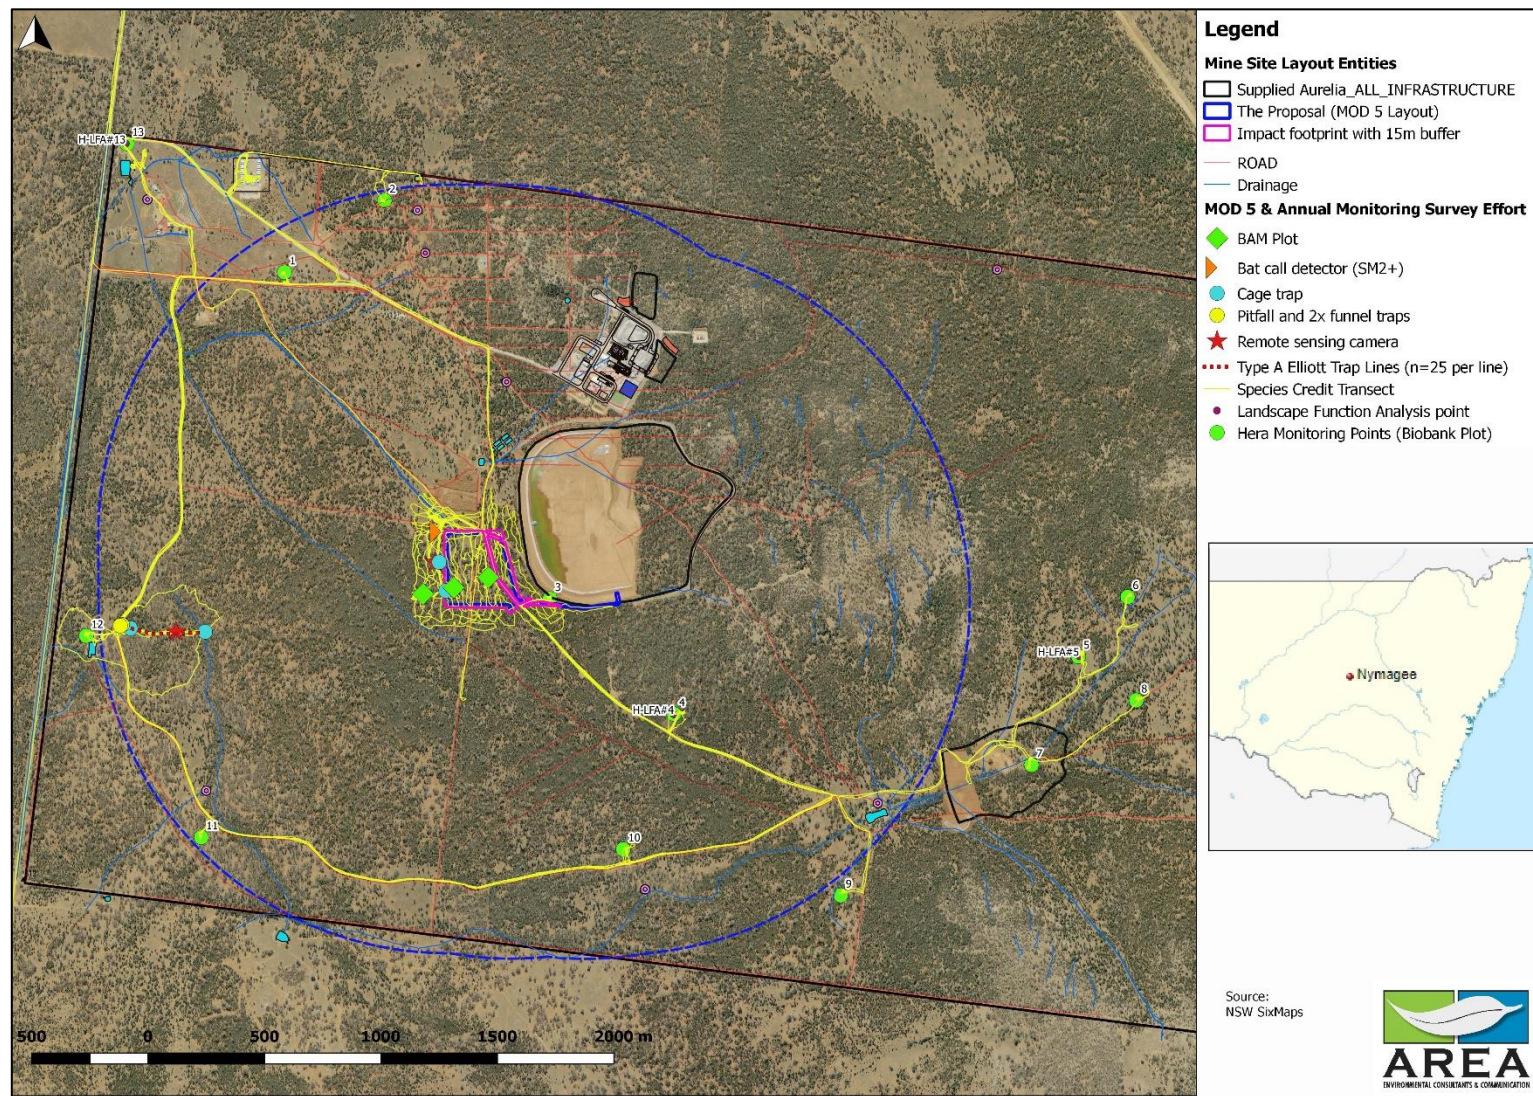 H-LFA#13
13
2
1
3
12
6
5
H-LFA#5
8
4
H-LFA#4
7
11
10
9
500 0 500 1000 1500 2000 m
Legend
Mine Site Layout Entities
Supplied Aurelia_ALL_INFRASTRUCTURE
The Proposal (MOD 5 Layout)
Impact footprint with 15m buffer
ROAD
Drainage
MOD 5 & Annual Monitoring Survey Effort
BAM Plot
Bat call detector (SM2+)
Cage trap
Pitfall and 2x funnel traps
Remote sensing camera
Type A Elliott Trap Lines (n=25 per line)
Species Credit Transect
Landscape Function Analysis point
Hera Monitoring Points (Biobank Plot)
Nymagee
Source:
NSW SixMaps
AREA
ENVIRONMENTAL CONSULTANTS & COMMUNICATION